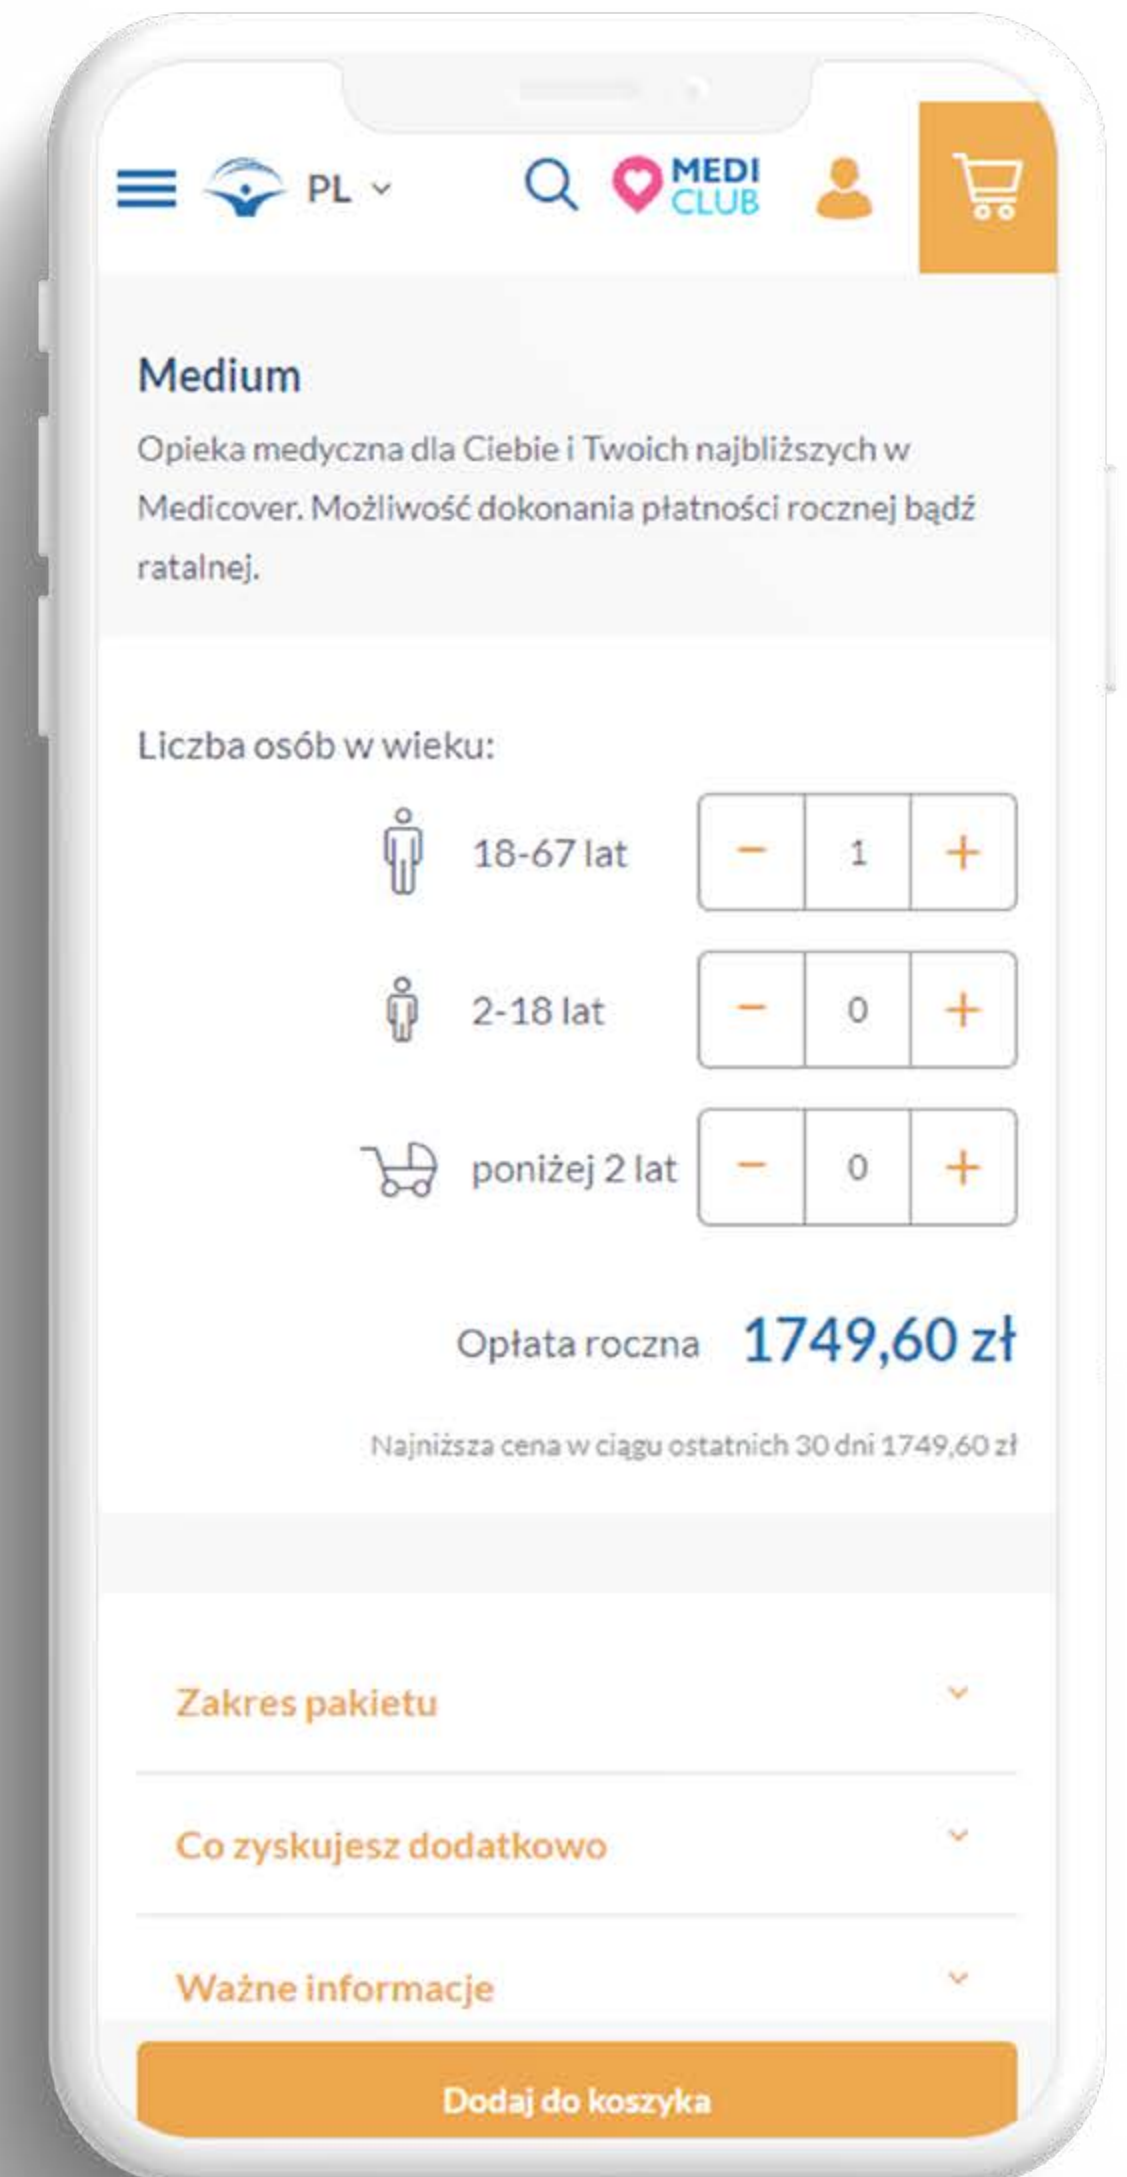 PL
MEDI
CLUB
Medium
Opieka medyczna dla Ciebie i Twoich najbliższych w
Medicover. Możliwość dokonania płatności rocznej bądź
ratalnej.
Liczba osób w wieku:
18-67 lat
− 1 +
2-18 lat
− 0 +
poniżej 2 lat
− 0 +
Opłata roczna 1749,60 zł
Najniższa cena w ciągu ostatnich 30 dni 1749,60 zł
Zakres pakietu
Co zyskujesz dodatkowo
Ważne informacje
Dodaj do koszyka